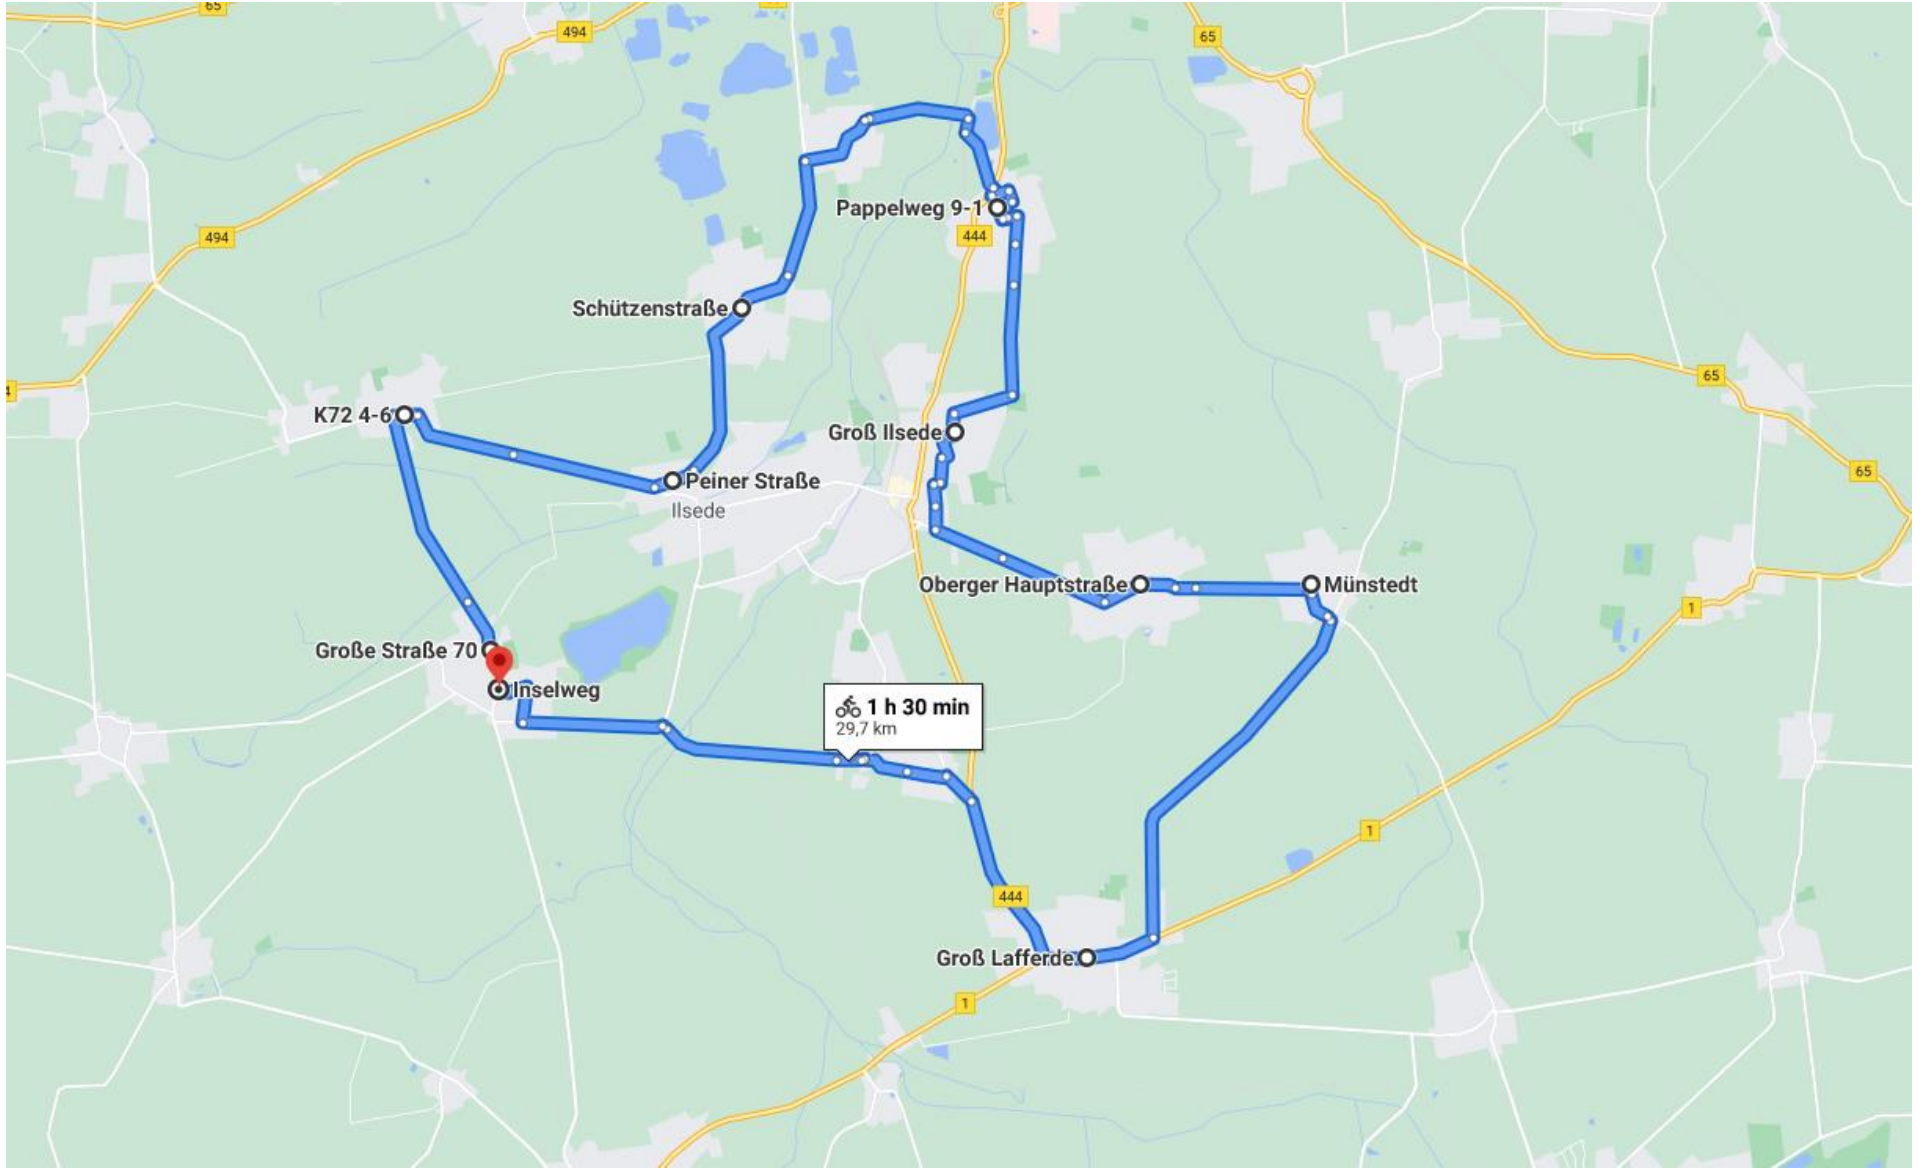 65
494
65
Pappelweg 9-1
444
494
Schützenstraße
65
4
K72 4-6
Groß Ilsede
65
Peiner Straße
Ilsede
Oberger Hauptstraße
Münstedt
1
Große Straße 70
Inselweg
1 h 30 min
29,7 km
1
444
Groß Lafferde
1